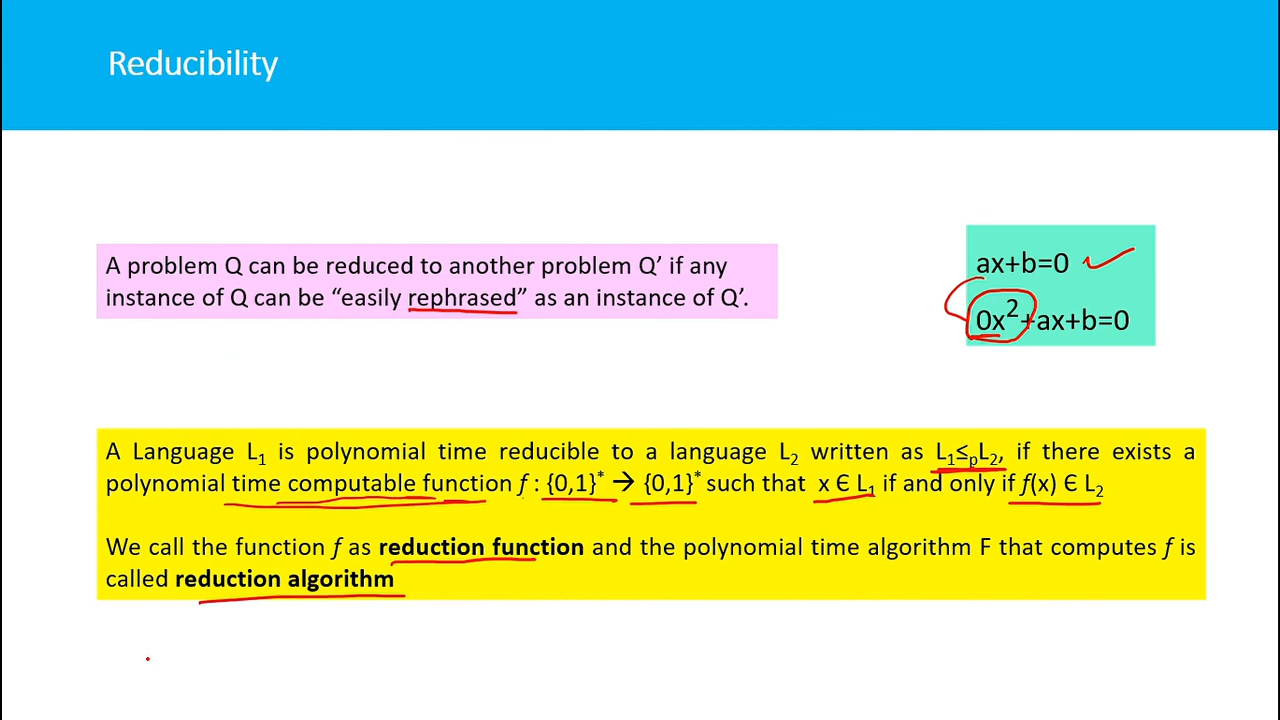 Reducibility
A problem Q can be reduced to another problem Q’ if any
instance of Q can be “easily rephrased” as an instance of Q’.
ax+b=0
0x²+ax+b=0
A Language L₁ is polynomial time reducible to a language L₂ written as L₁≤ₚL₂, if there exists a
polynomial time computable function f : {0,1}* → {0,1}* such that x Є L₁ if and only if f(x) Є L₂
We call the function f as reduction function and the polynomial time algorithm F that computes f is
called reduction algorithm